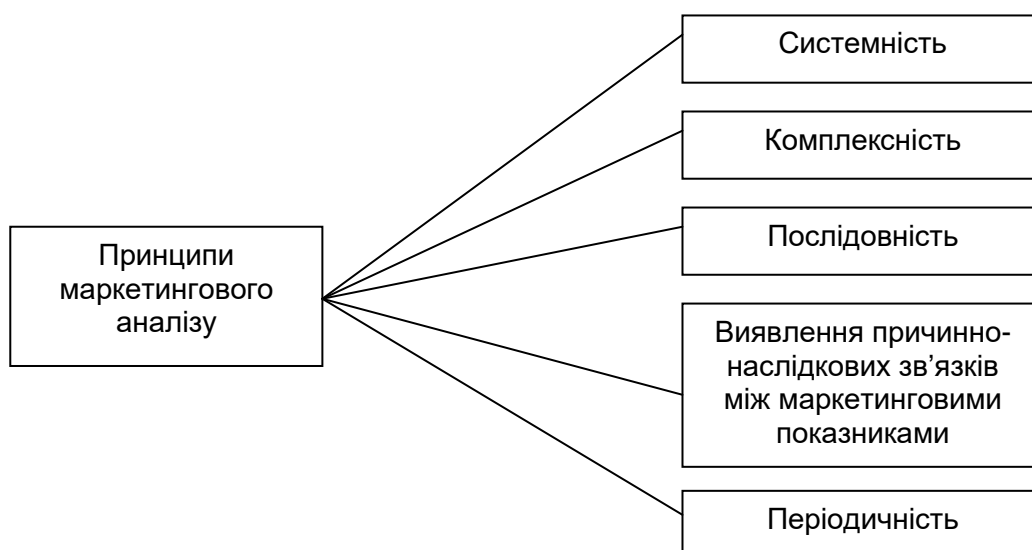 Системність
Комплексність
Послідовність
Принципи
маркетингового
аналізу
Виявлення причинно-
наслідкових зв’язків
між маркетинговими
показниками
Періодичність